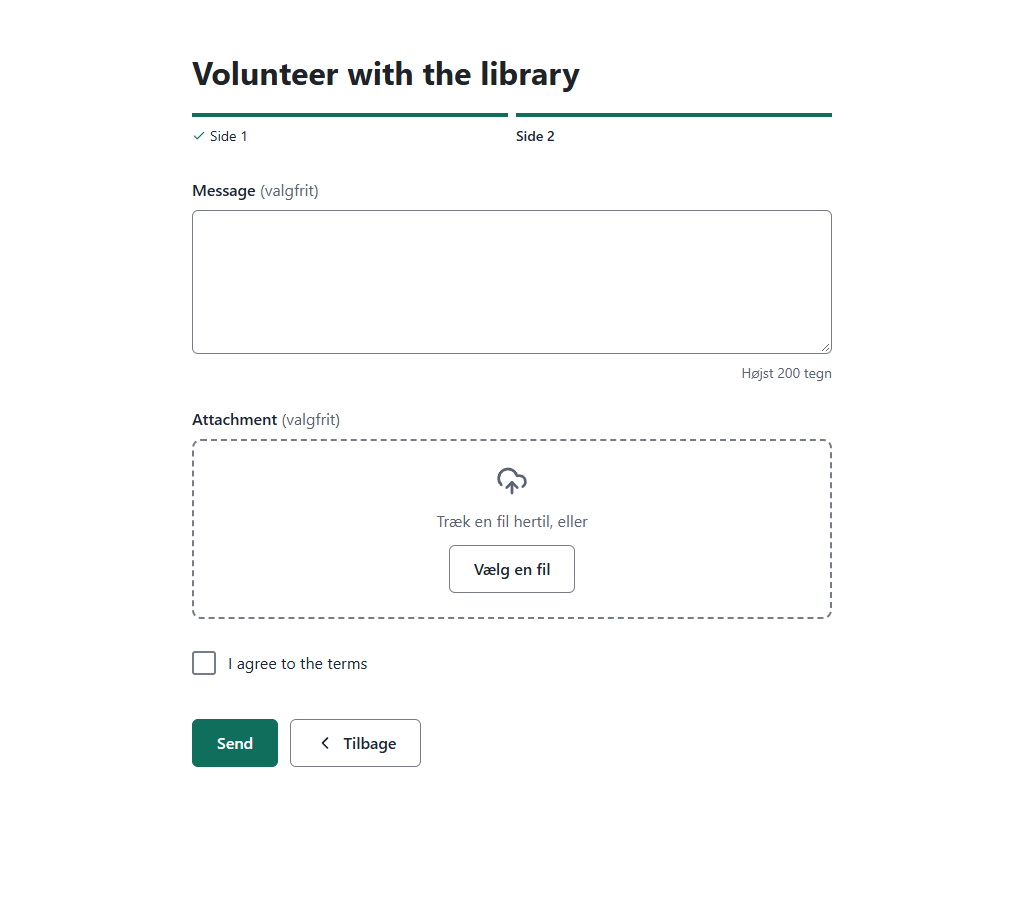 Volunteer with the library
Side 1
Side 2
Message (valgfrit)
Højst 200 tegn
Attachment (valgfrit)
Træk en fil hertil, eller
Vælg en fil
I agree to the terms
Send
Tilbage